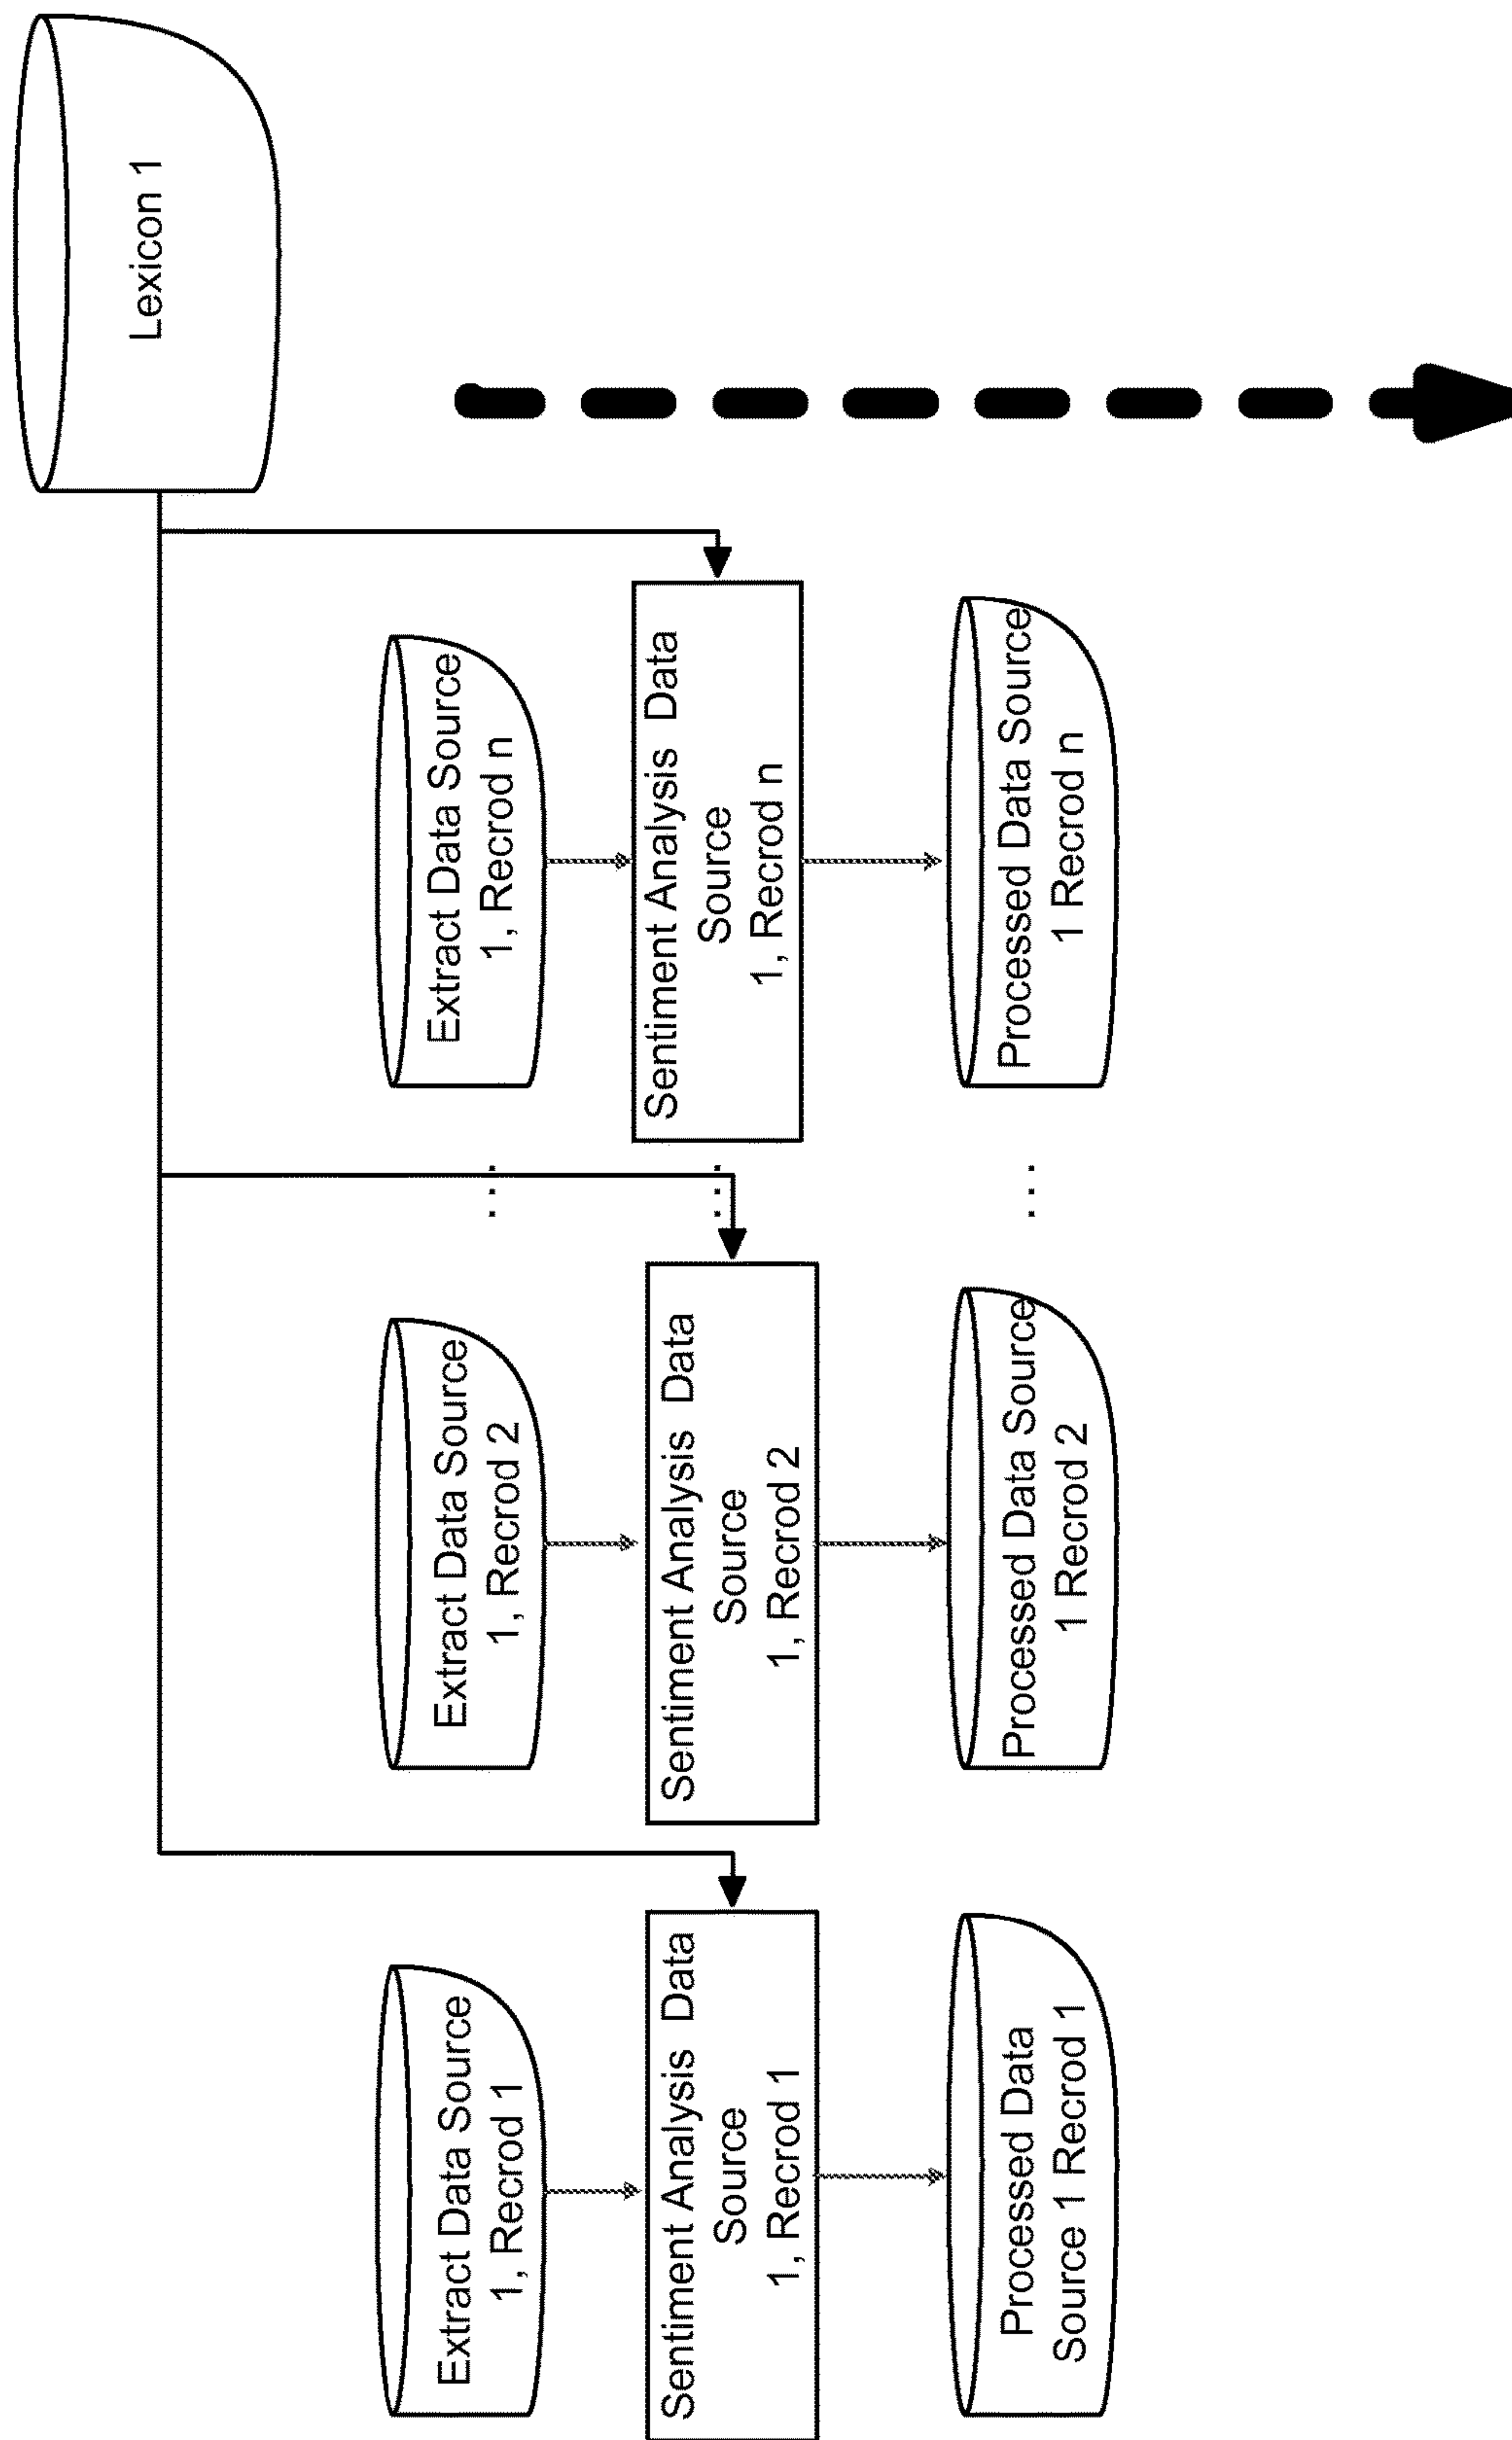 Lexicon 1
Extract Data Source
1, Recrod 1
Extract Data Source
1, Recrod 2
...
Extract Data Source
1, Recrod n
Sentiment Analysis Data
Source
1, Recrod 1
Sentiment Analysis Data
Source
1, Recrod 2
...
Sentiment Analysis Data
Source
1, Recrod n
Processed Data
Source 1 Recrod 1
Processed Data Source
1 Recrod 2
...
Processed Data Source
1 Recrod n